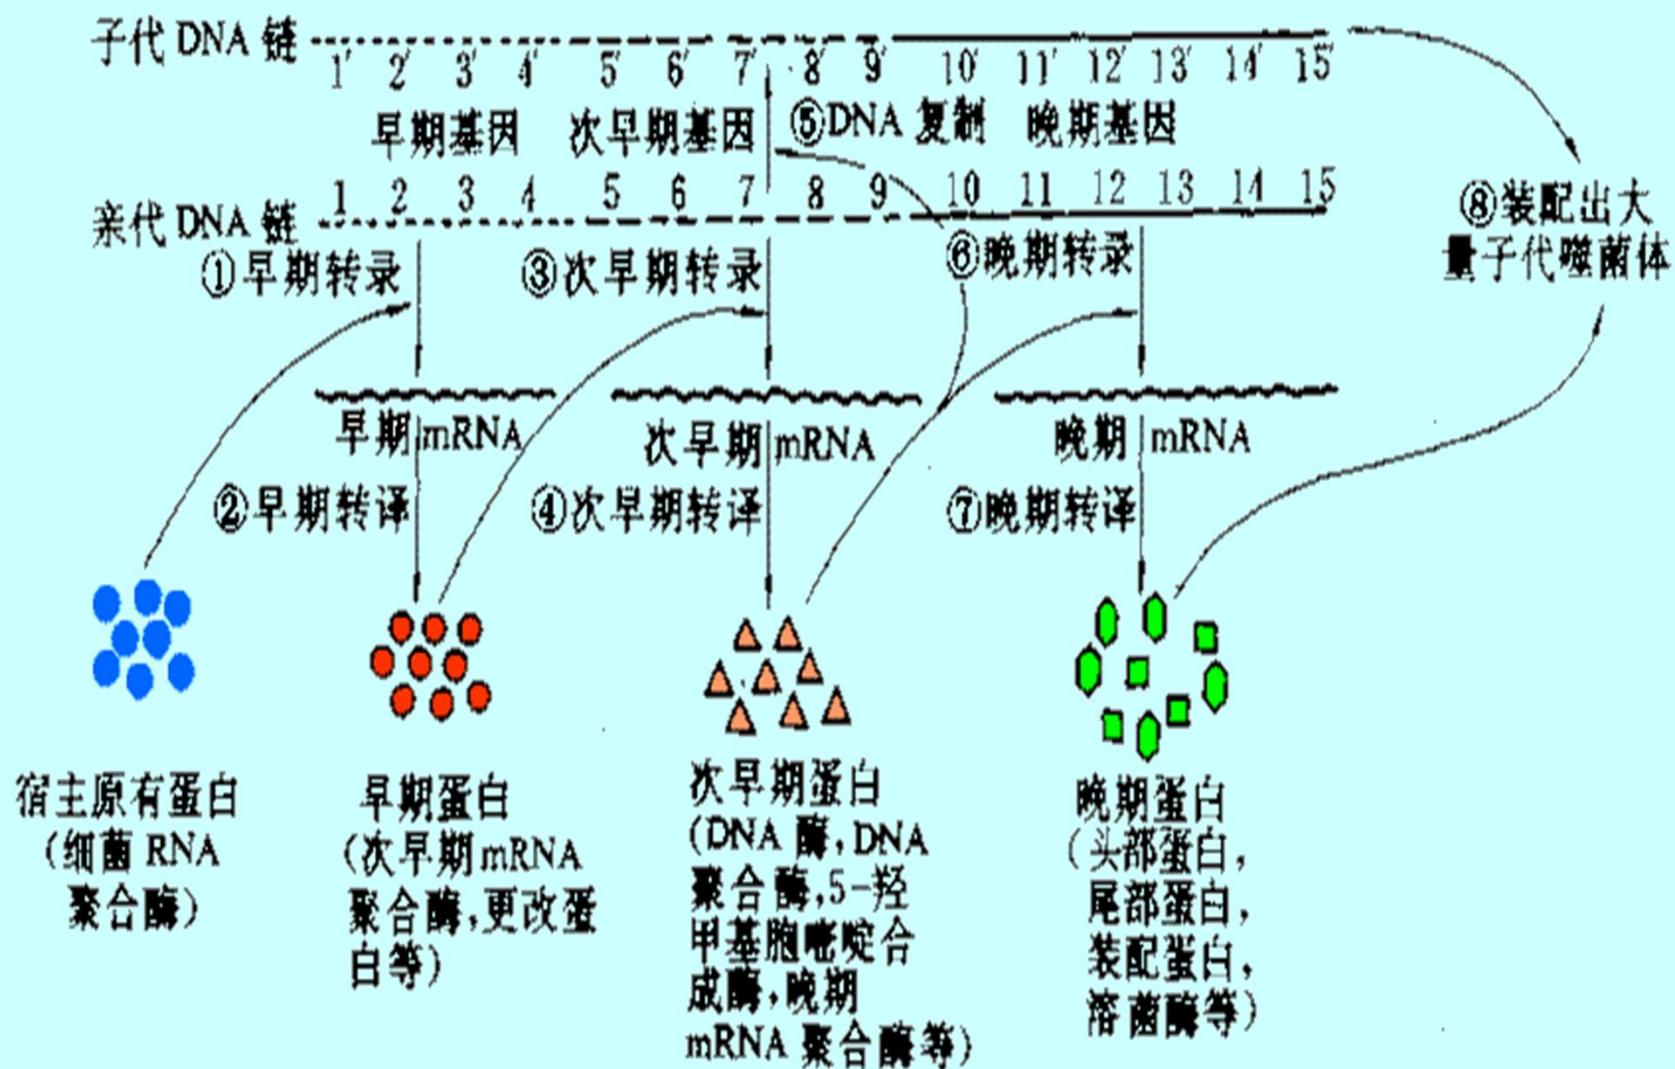 子代 DNA 链
1′ 2′ 3′ 4′ 5′ 6′ 7′ 8′ 9′ 10′ 11′ 12′ 13′ 14′ 15′
早期基因 次早期基因 ⑤DNA 复制 晚期基因
1 2 3 4 5 6 7 8 9 10 11 12 13 14 15
亲代 DNA 链
⑧装配出大
量子代噬菌体
①早期转录 ③次早期转录 ⑥晚期转录
早期 mRNA 次早期 mRNA 晚期 mRNA
②早期转译 ④次早期转译 ⑦晚期转译
宿主原有蛋白
(细菌 RNA
聚合酶)
早期蛋白
(次早期 mRNA
聚合酶,更改蛋
白等)
次早期蛋白
(DNA 酶,DNA
聚合酶,5-羟
甲基胞嘧啶合
成酶,晚期
mRNA 聚合酶等)
晚期蛋白
(头部蛋白,
尾部蛋白,
装配蛋白,
溶菌酶等)